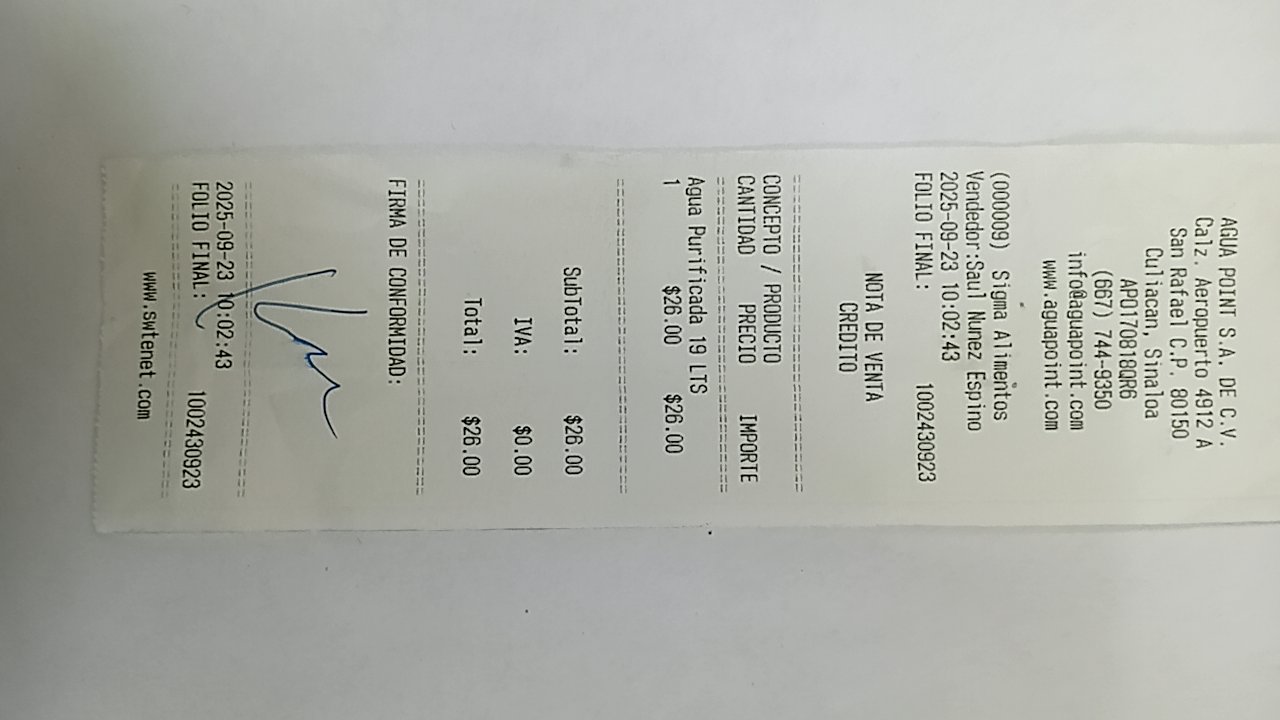 AGUA POINT S.A. DE C.V.
Calz. Aeropuerto 4912 A
San Rafael C.P. 80150
Culiacan, Sinaloa
APO170818QR6
(667) 744-9350
info@aguapoint.com
www.aguapoint.com
(000009) Sigma Alimentos
Vendedor:Saul Nunez Espino
2025-09-23 10:02:43
FOLIO FINAL: 1002430923
NOTA DE VENTA
CREDITO
CONCEPTO / PRODUCTO
CANTIDAD PRECIO IMPORTE
Agua Purificada 19 LTS
1 $26.00 $26.00
SubTotal: $26.00
IVA: $0.00
Total: $26.00
FIRMA DE CONFORMIDAD:
2025-09-23 10:02:43
FOLIO FINAL: 1002430923
www.swtenet.com